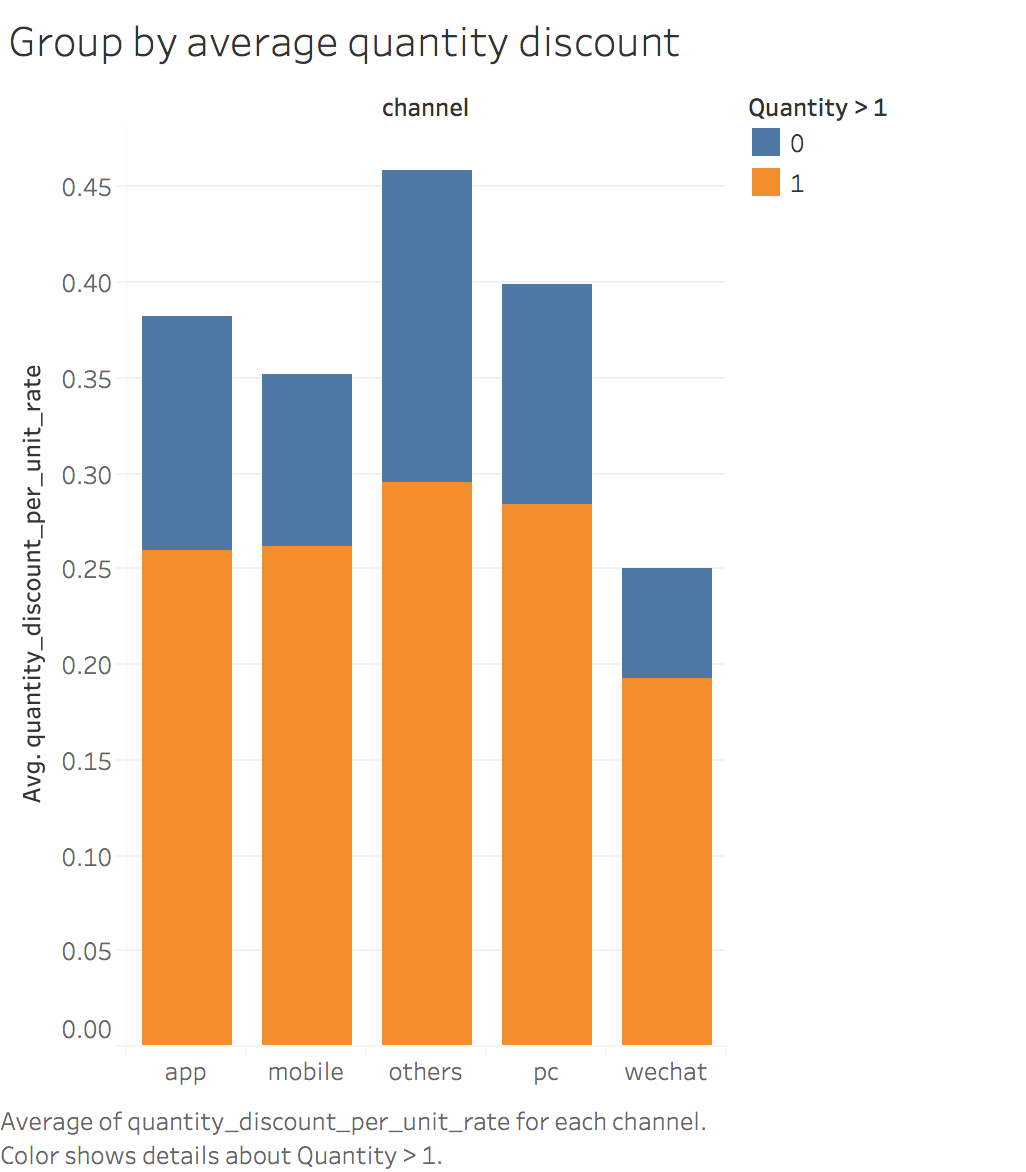 Group by average quantity discount
channel
Quantity > 1
0
1
0.45
0.40
0.35
0.30
0.25
0.20
0.15
0.10
0.05
0.00
Avg. quantity_discount_per_unit_rate
app mobile others pc wechat
Average of quantity_discount_per_unit_rate for each channel.
Color shows details about Quantity > 1.